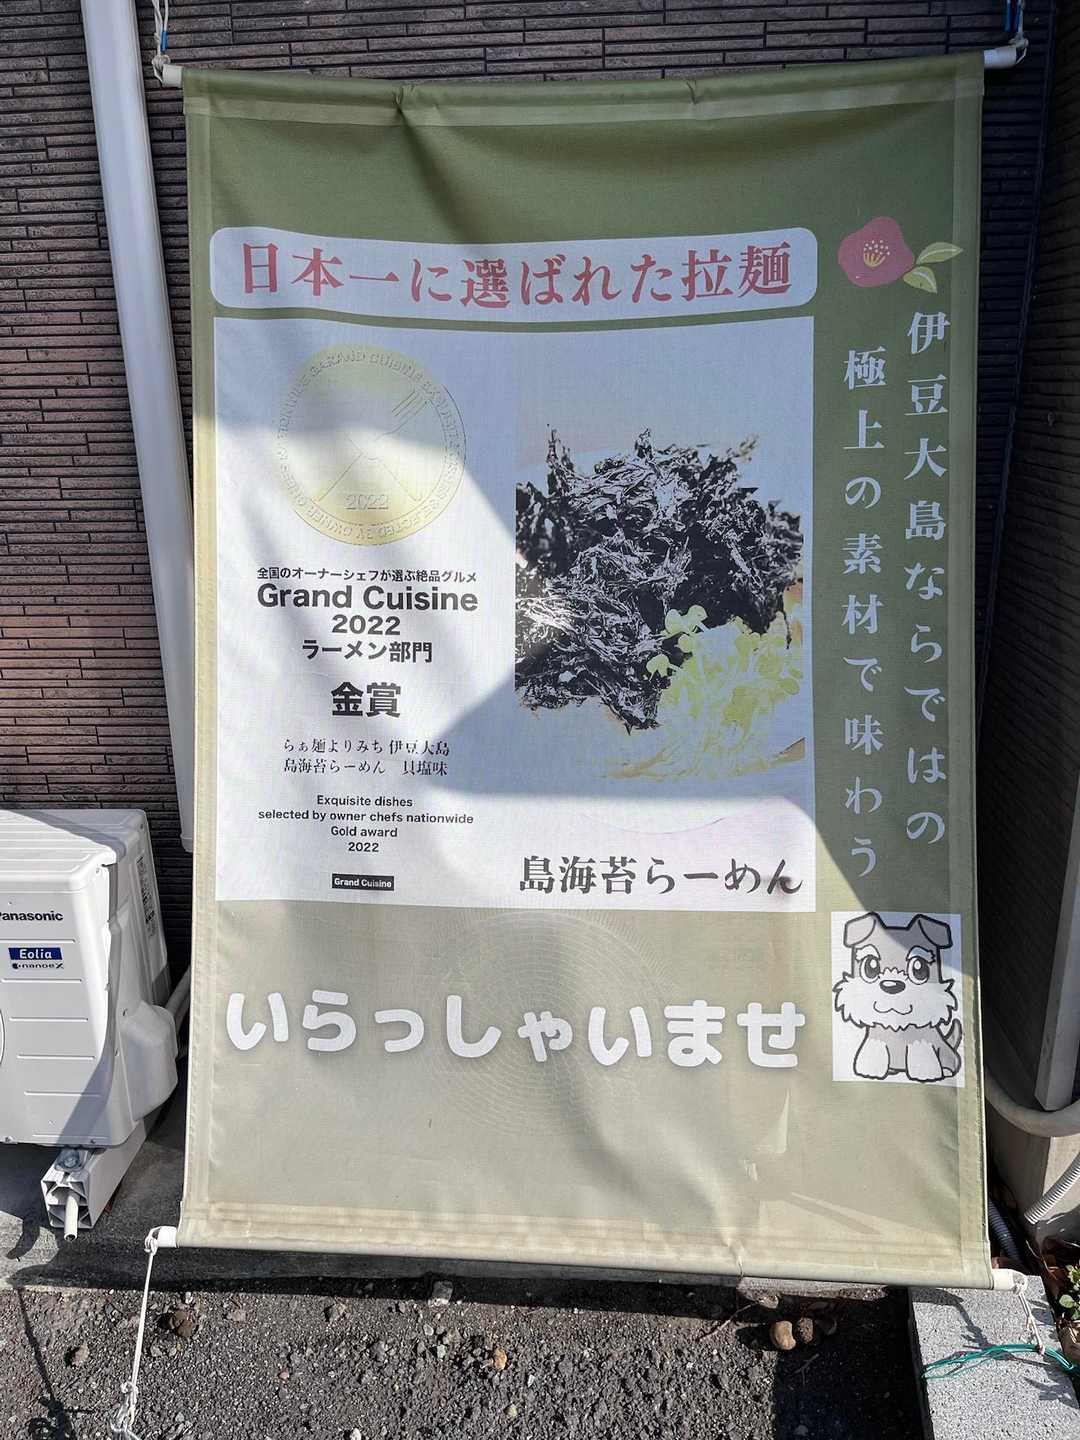 日本一に選ばれた拉麺
伊豆大島ならではの
極上の素材で味わう
2022
全国のオーナーシェフが選ぶ絶品グルメ
Grand Cuisine
2022
ラーメン部門
金賞
らぁ麺よりみち 伊豆大島
島海苔らーめん 貝塩味
Exquisite dishes
selected by owner chefs nationwide
Gold award
2022
Grand Cuisine
島海苔らーめん
いらっしゃいませ
Panasonic
Eolia
nanoeX